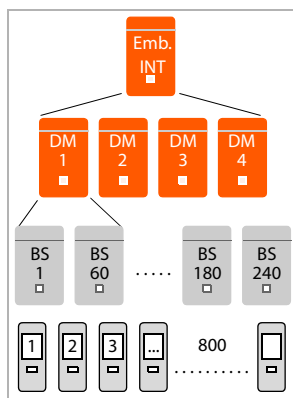 Emb.
INT
DM DM DM DM
1 2 3 4
BS BS BS BS
1 60 ..... 180 240
1 2 3 ... 800
..........